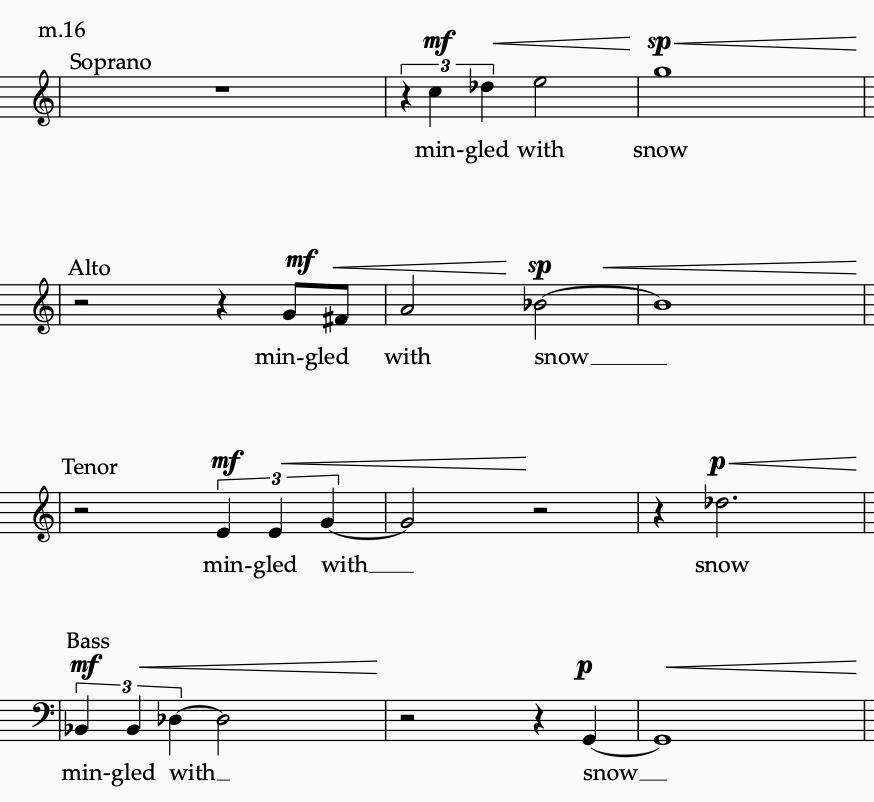 m.16
Soprano
mf sp
3
min-gled with snow
Alto
mf sp
min-gled with snow
Tenor
mf p
3
min-gled with snow
Bass
mf p
3
min-gled with snow